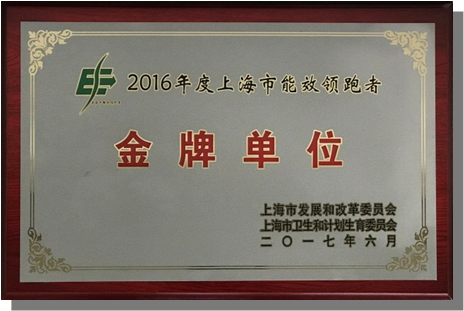 2016年度上海市能效领跑者
金牌单位
上海市发展和改革委员会
上海市卫生和计划生育委员会
二〇一七年六月